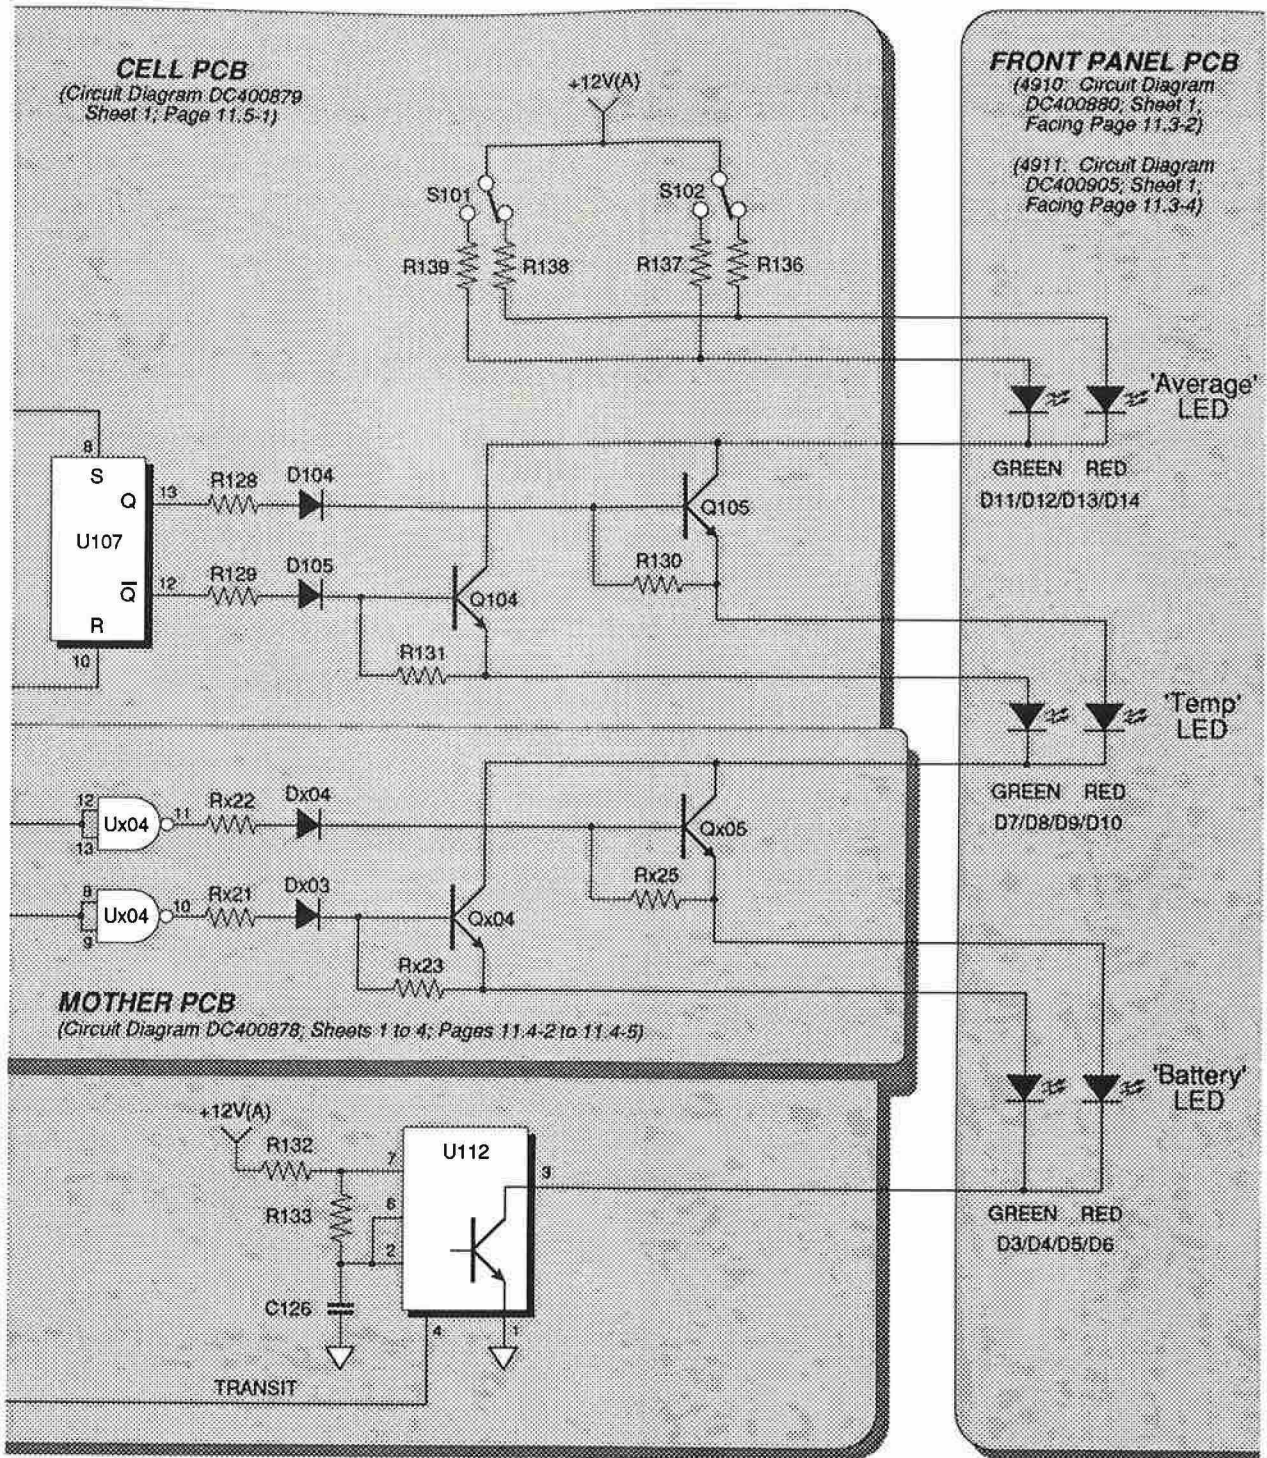 CELL PCB
(Circuit Diagram DC400879
Sheet 1; Page 11.5-1)
+12V(A)
FRONT PANEL PCB
(4910: Circuit Diagram
DC400880; Sheet 1,
Facing Page 11.3-2)
(4911: Circuit Diagram
DC400905; Sheet 1,
Facing Page 11.3-4)
S101
S102
R139
R138
R137
R136
'Average'
LED
GREEN RED
D11/D12/D13/D14
8
S
Q
13
U107
Q̅
12
R
10
R128
D104
Q105
R129
D105
Q104
R130
R131
'Temp'
LED
GREEN RED
D7/D8/D9/D10
12
13
Ux04
11
Rx22
Dx04
Qx05
8
9
Ux04
10
Rx21
Dx03
Qx04
Rx25
Rx23
MOTHER PCB
(Circuit Diagram DC400878; Sheets 1 to 4; Pages 11.4-2 to 11.4-5)
'Battery'
LED
GREEN RED
D3/D4/D5/D6
+12V(A)
R132
7
U112
3
R133
6
2
C126
4
1
TRANSIT